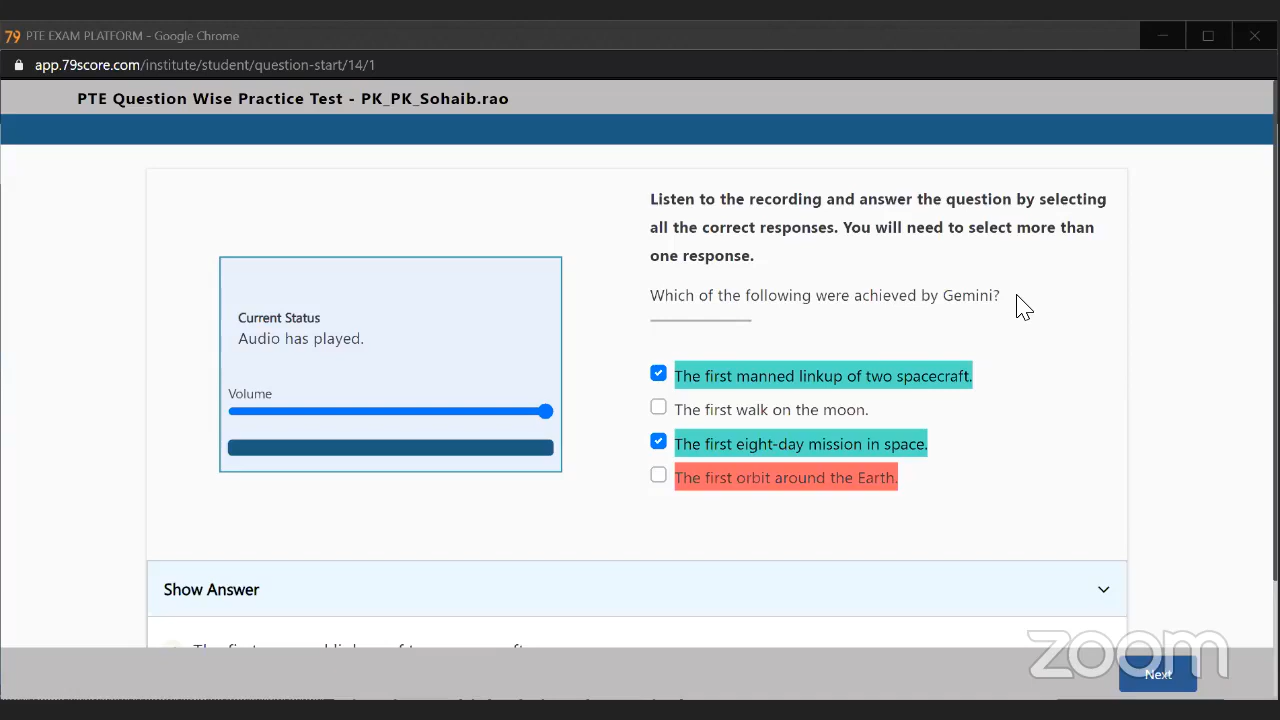 79 PTE EXAM PLATFORM - Google Chrome
app.79score.com/institute/student/question-start/14/1
PTE Question Wise Practice Test - PK_PK_Sohaib.rao
Listen to the recording and answer the question by selecting
all the correct responses. You will need to select more than
one response.
Which of the following were achieved by Gemini?
Current Status
Audio has played.
Volume
The first manned linkup of two spacecraft.
The first walk on the moon.
The first eight-day mission in space.
The first orbit around the Earth.
Show Answer
zoom
Next